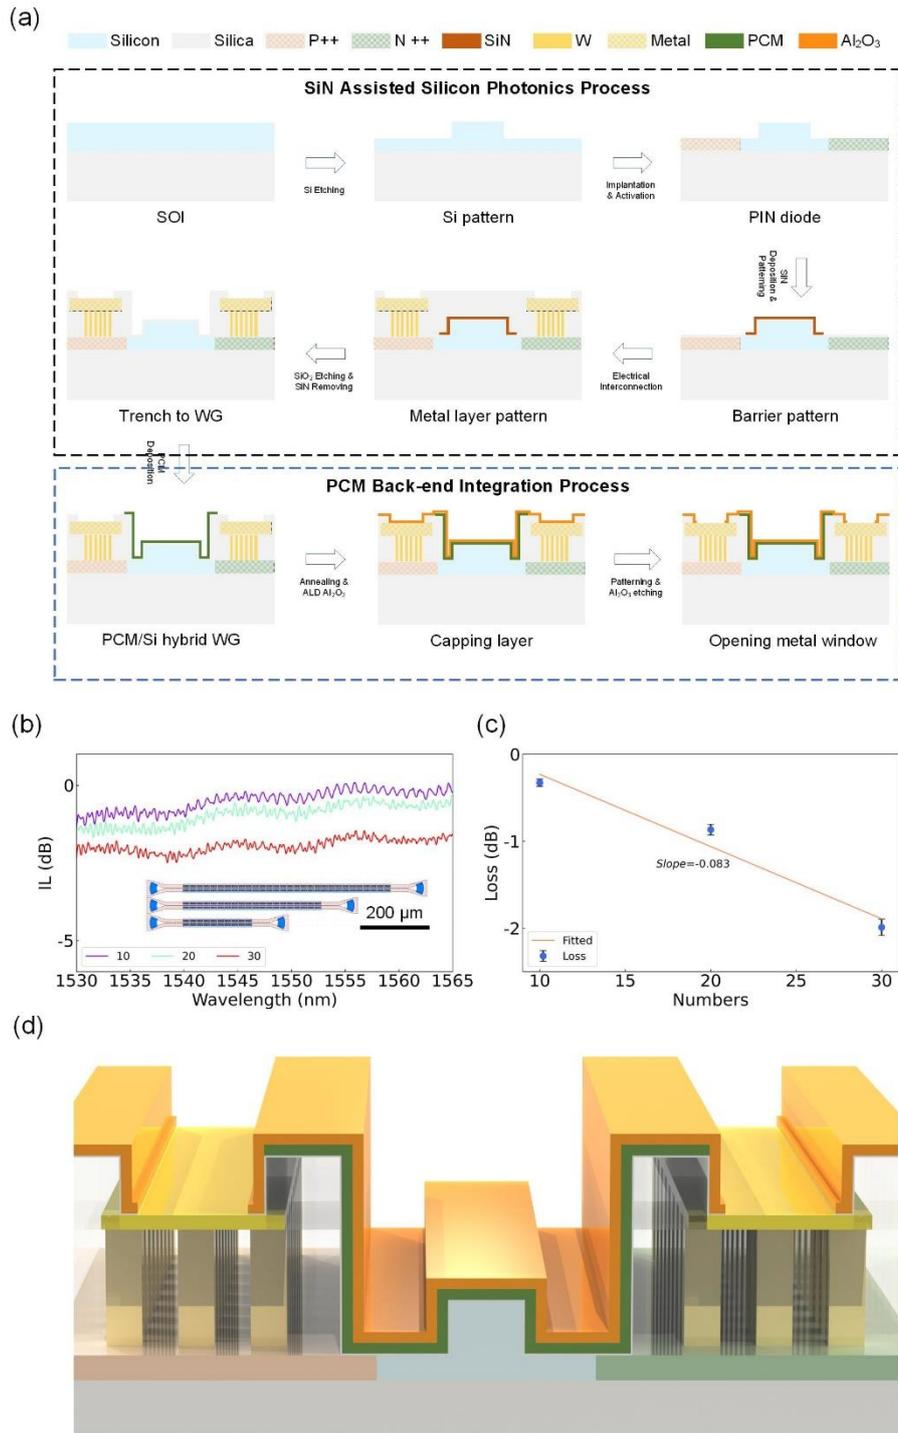 (a)
Silicon Silica P++ N ++ SiN W Metal PCM Al₂O₃
SiN Assisted Silicon Photonics Process
Si Etching
Implantation
& Activation
SOI Si pattern PIN diode
SiN
Deposition &
Patterning
SiO₂ Etching &
SiN Removing
Electrical
Interconnection
Trench to WG Metal layer pattern Barrier pattern
PCM
Deposition
PCM Back-end Integration Process
Annealing &
ALD Al₂O₃
Patterning &
Al₂O₃ etching
PCM/Si hybrid WG Capping layer Opening metal window
(b)
0
-5
IL (dB)
200 μm
10 20 30
1530 1535 1540 1545 1550 1555 1560 1565
Wavelength (nm)
(c)
0
-1
-2
Loss (dB)
Slope=-0.083
Fitted
Loss
10 15 20 25 30
Numbers
(d)